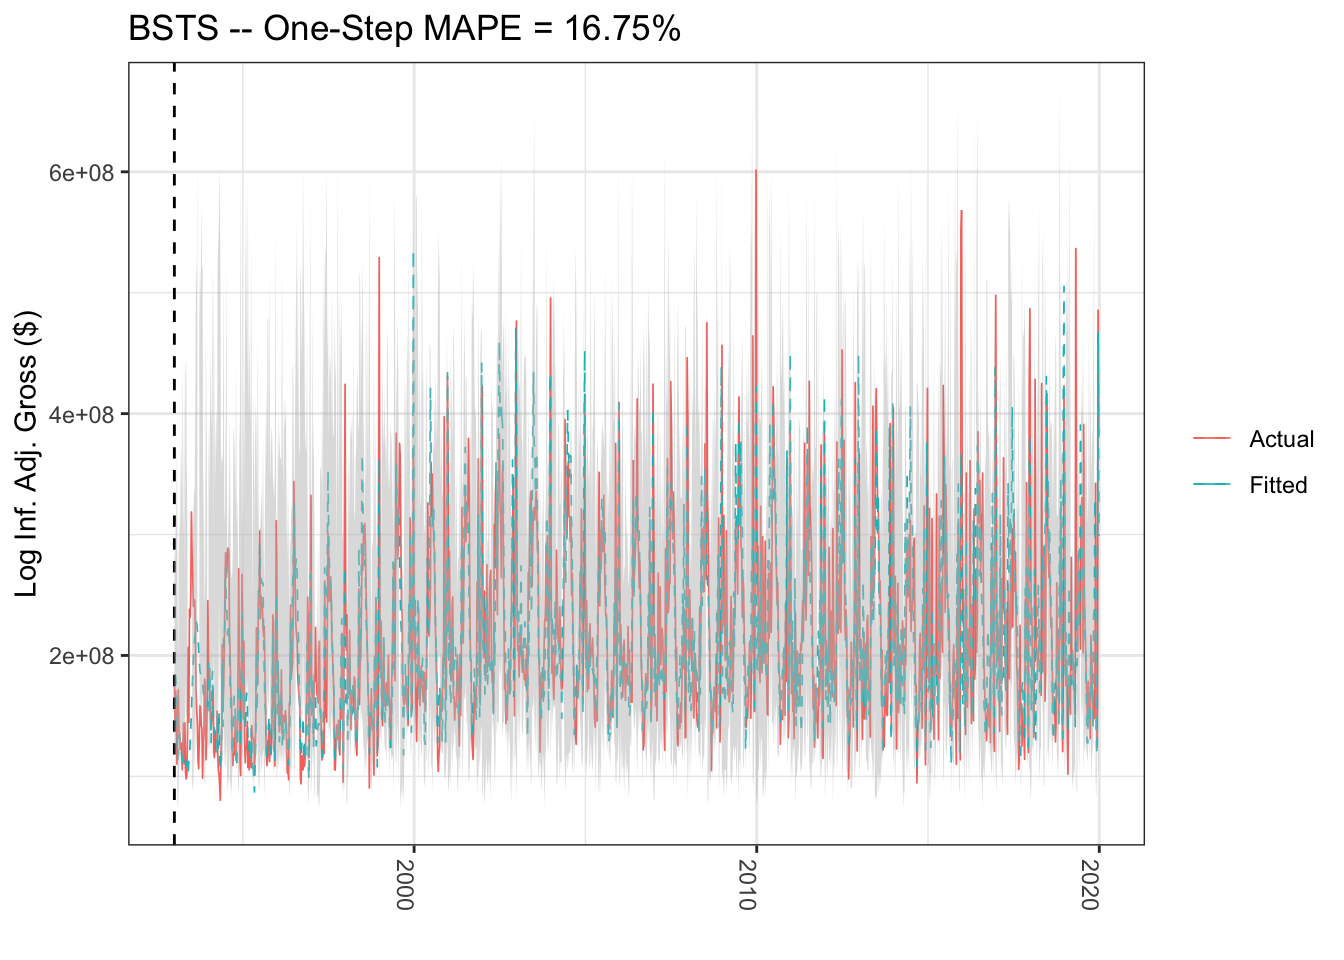 BSTS -- One-Step MAPE = 16.75%
Log Inf. Adj. Gross ($)
6e+08
4e+08
2e+08
2000
2010
2020
Actual
Fitted